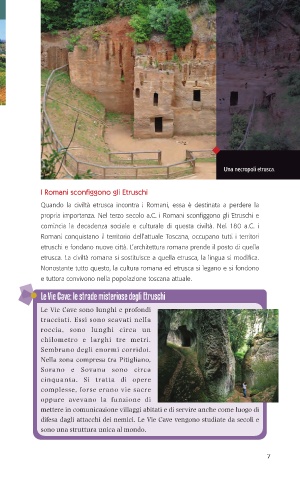 Una necropoli etrusca.
I Romani sconfiggono gli Etruschi
Quando la civiltà etrusca incontra i Romani, essa è destinata a perdere la
propria importanza. Nel terzo secolo a.C. i Romani sconfiggono gli Etruschi e
comincia la decadenza sociale e culturale di questa civiltà. Nel 180 a.C. i
Romani conquistano il territorio dell'attuale Toscana, occupano tutti i territori
etruschi e fondano nuove città. L'architettura romana prende il posto di quella
etrusca. La civiltà romana si sostituisce a quella etrusca, la lingua si modifica.
Nonostante tutto questo, la cultura romana ed etrusca si legano e si fondono
e tuttora convivono nella popolazione toscana attuale.
Le Vie Cave: le strade misteriose degli Etruschi
Le Vie Cave sono lunghi e profondi
tracciati. Essi sono scavati nella
roccia, sono lunghi circa un
chilometro e larghi tre metri.
Sembrano degli enormi corridoi.
Nella zona compresa tra Pitigliano,
Sorano e Sovana sono circa
cinquanta. Si tratta di opere
complesse, forse erano vie sacre
oppure avevano la funzione di
mettere in comunicazione villaggi abitati e di servire anche come luogo di
difesa dagli attacchi dei nemici. Le Vie Cave vengono studiate da secoli e
sono una struttura unica al mondo.
7